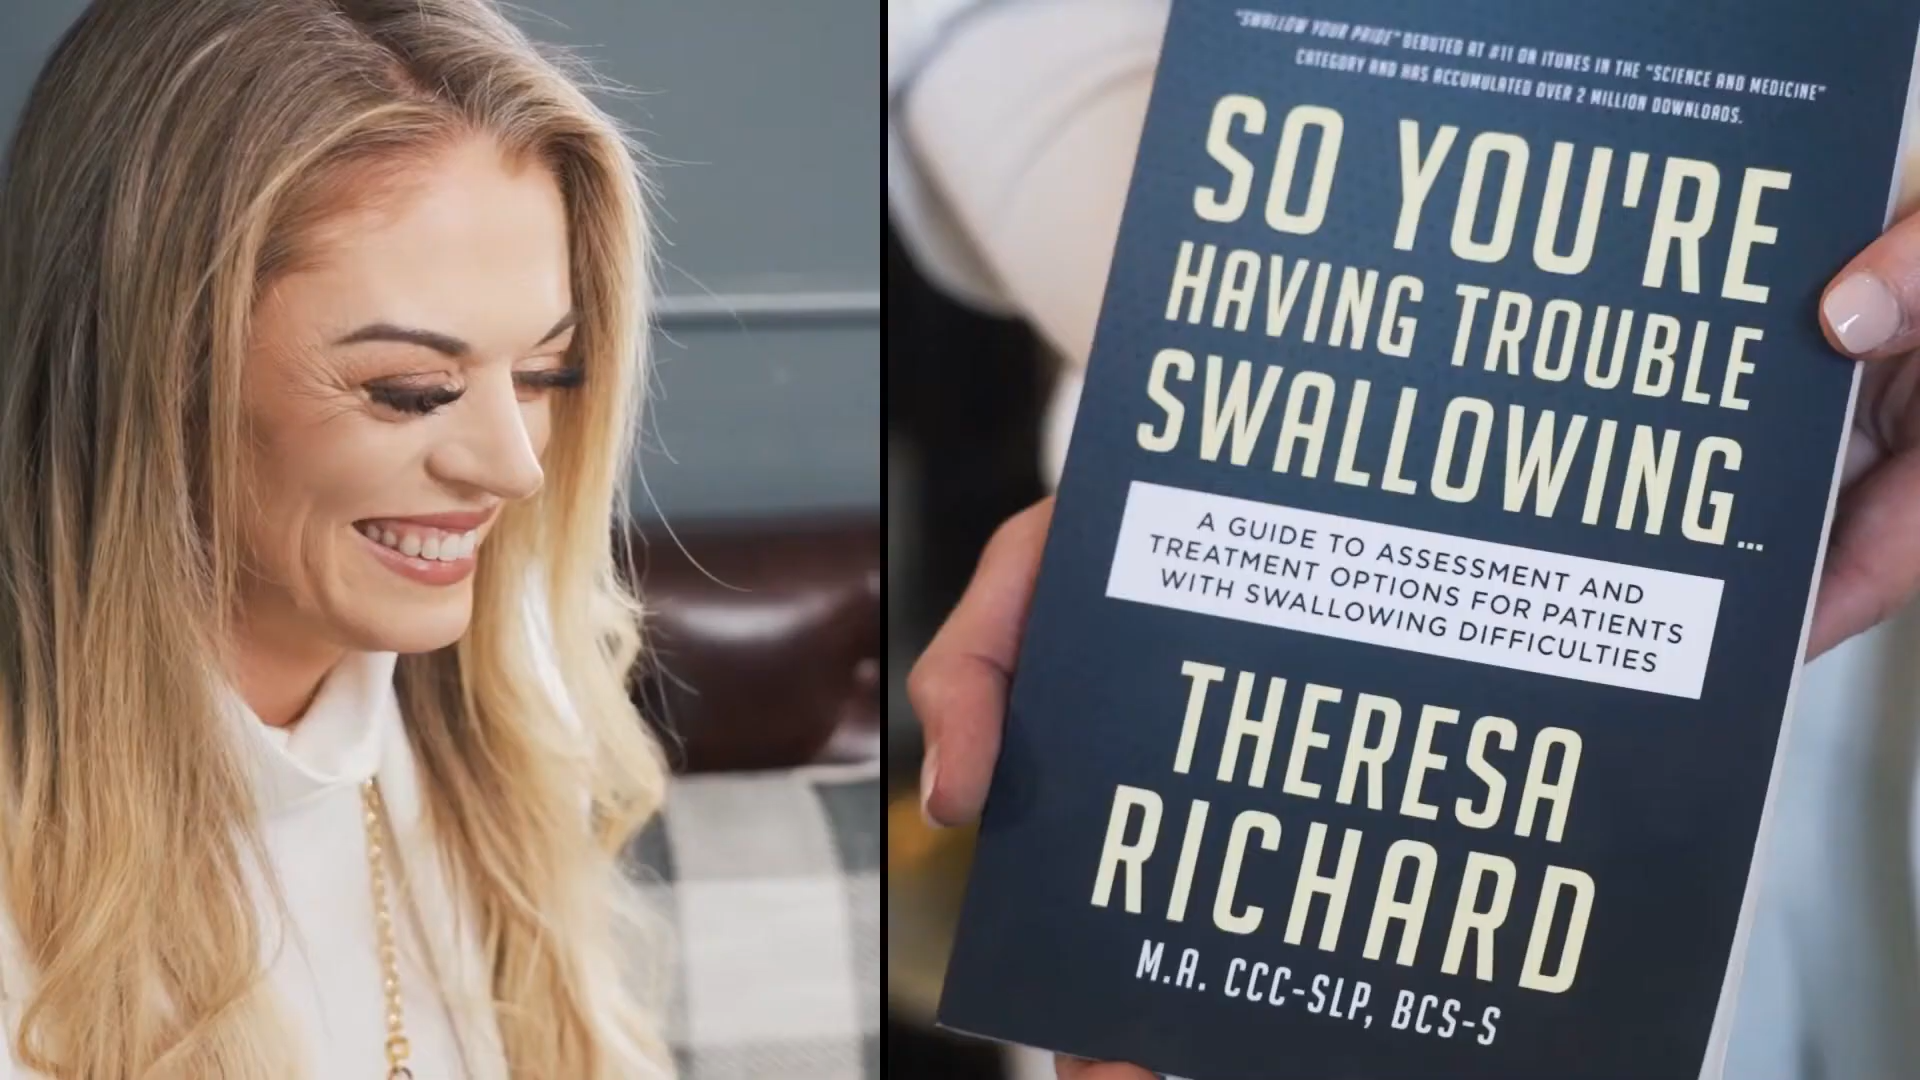 "SWALLOW YOUR PRIDE" DEBUTED AT #11 ON ITUNES IN THE "SCIENCE AND MEDICINE"
CATEGORY AND HAS ACCUMULATED OVER 2 MILLION DOWNLOADS.
SO YOU'RE
HAVING TROUBLE
SWALLOWING...
A GUIDE TO ASSESSMENT AND
TREATMENT OPTIONS FOR PATIENTS
WITH SWALLOWING DIFFICULTIES
THERESA
RICHARD
M.A. CCC-SLP, BCS-S